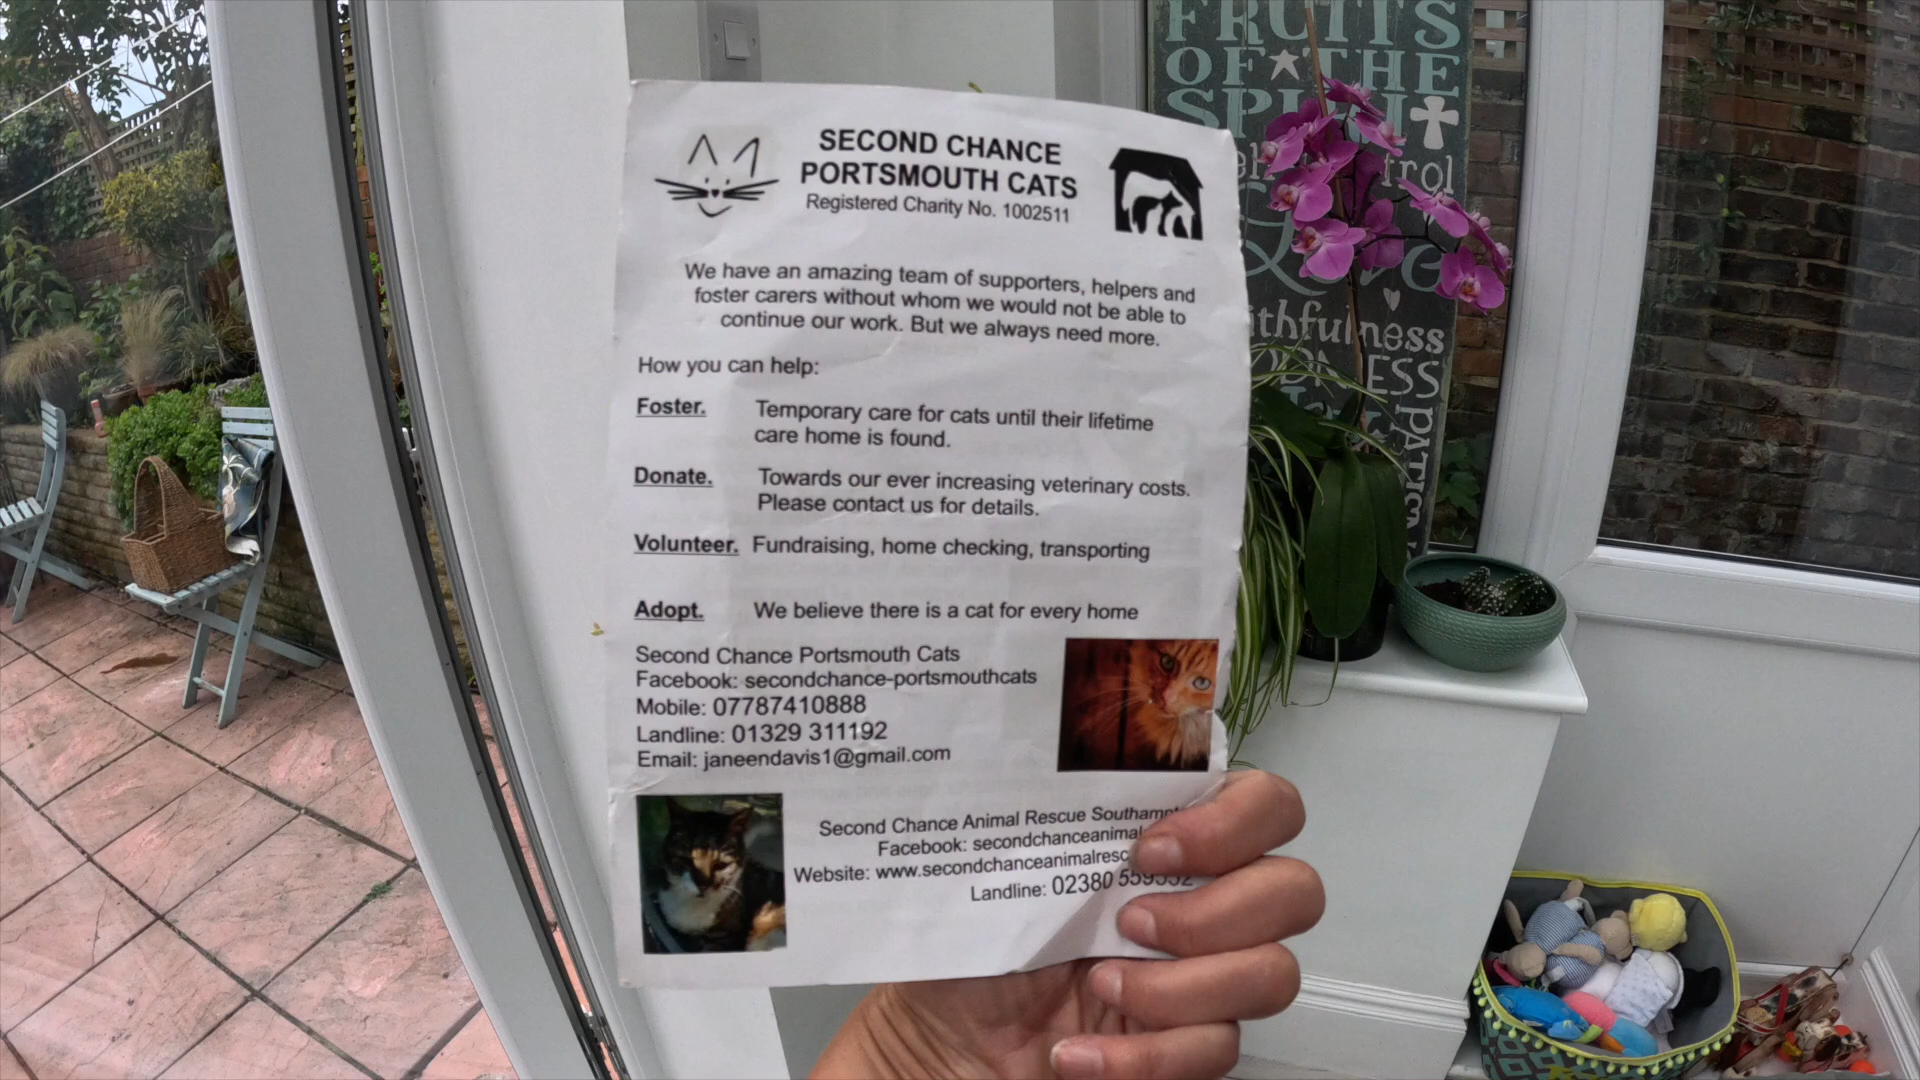 SECOND CHANCE
PORTSMOUTH CATS
Registered Charity No. 1002511
We have an amazing team of supporters, helpers and
foster carers without whom we would not be able to
continue our work. But we always need more.
How you can help:
Foster. Temporary care for cats until their lifetime
care home is found.
Donate. Towards our ever increasing veterinary costs.
Please contact us for details.
Volunteer. Fundraising, home checking, transporting
Adopt. We believe there is a cat for every home
Second Chance Portsmouth Cats
Facebook: secondchance-portsmouthcats
Mobile: 07787410888
Landline: 01329 311192
Email: janeendavis1@gmail.com
Second Chance Animal Rescue
Facebook:
Website:
Landline: 02380
FRUITS
OF THE